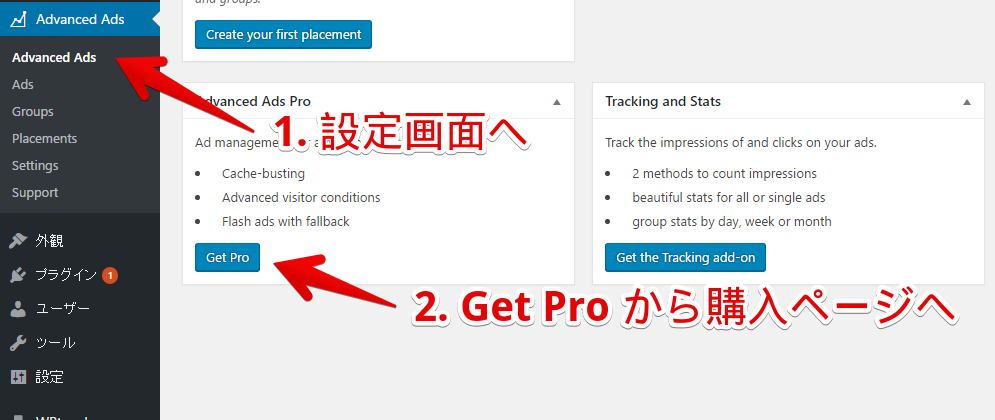 Advanced Ads
Advanced Ads
Ads
Groups
Placements
Settings
Support
外観
プラグイン 1
ユーザー
ツール
設定
and groups.
Create your first placement
Advanced Ads Pro
Ad management
Cache-busting
Advanced visitor conditions
Flash ads with fallback
Get Pro
Tracking and Stats
Track the impressions of and clicks on your ads.
2 methods to count impressions
beautiful stats for all or single ads
group stats by day, week or month
Get the Tracking add-on
1. 設定画面へ
2. Get Pro から購入ページへ